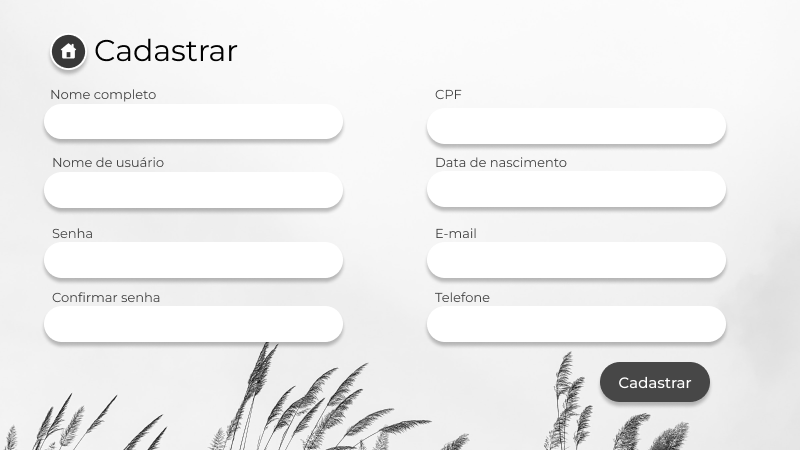 Cadastrar
Nome completo
CPF
Nome de usuário
Data de nascimento
Senha
E-mail
Confirmar senha
Telefone
Cadastrar